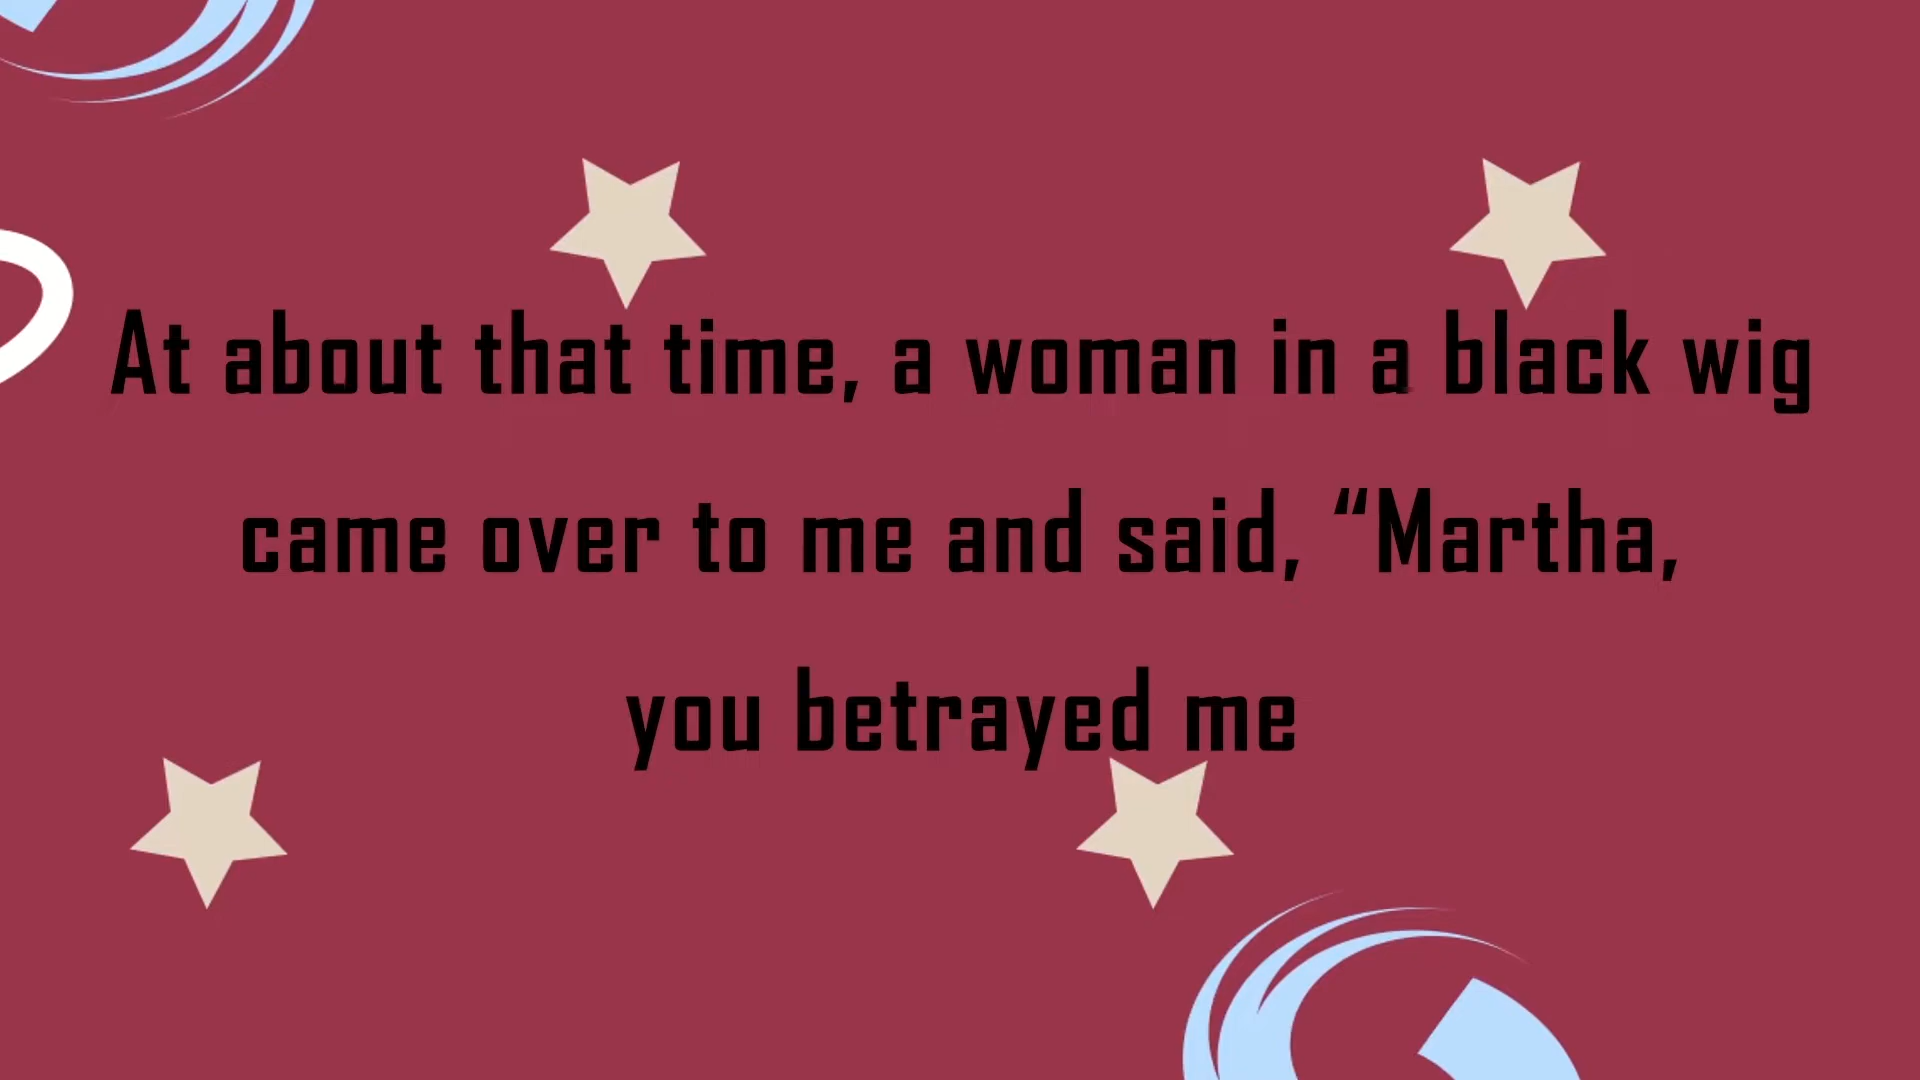 At about that time, a woman in a black wig
came over to me and said, “Martha,
you betrayed me